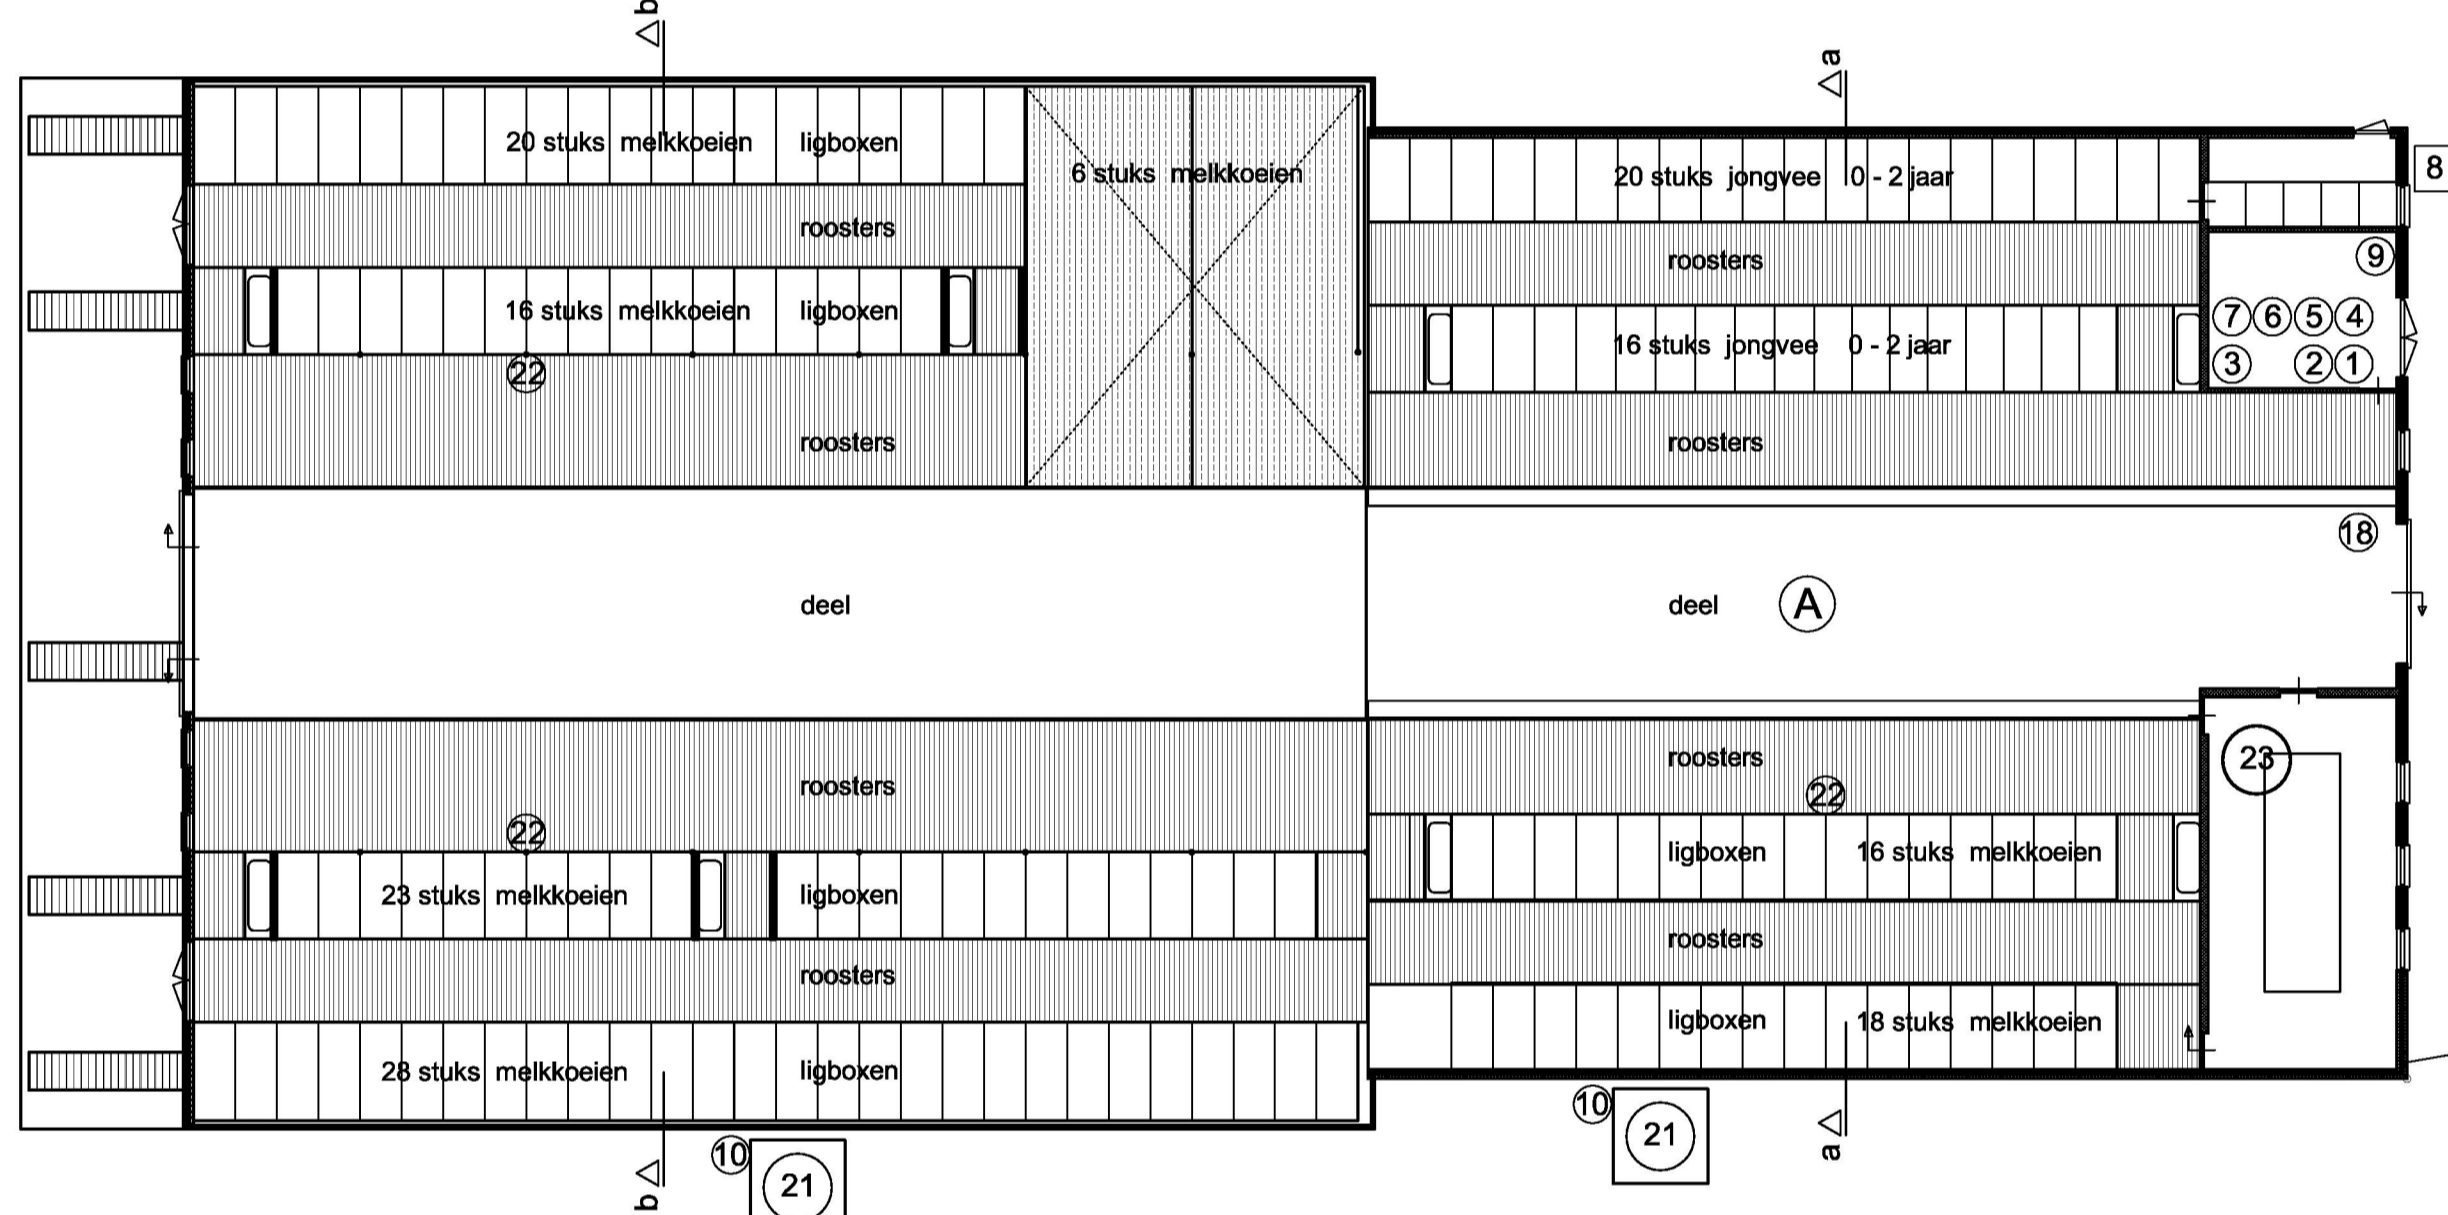 b
a
20 stuks melkkoeien ligboxen
6 stuks melkkoeien
20 stuks jongvee 0 - 2 jaar
8
roosters
roosters
9
16 stuks melkkoeien ligboxen
7 6 5 4
16 stuks jongvee 0 - 2 jaar
3 2 1
22
roosters
roosters
18
deel
deel A
roosters
roosters
23
22
22
23 stuks melkkoeien ligboxen
ligboxen 16 stuks melkkoeien
roosters
roosters
28 stuks melkkoeien ligboxen
ligboxen 18 stuks melkkoeien
10
21
10
21
a
b